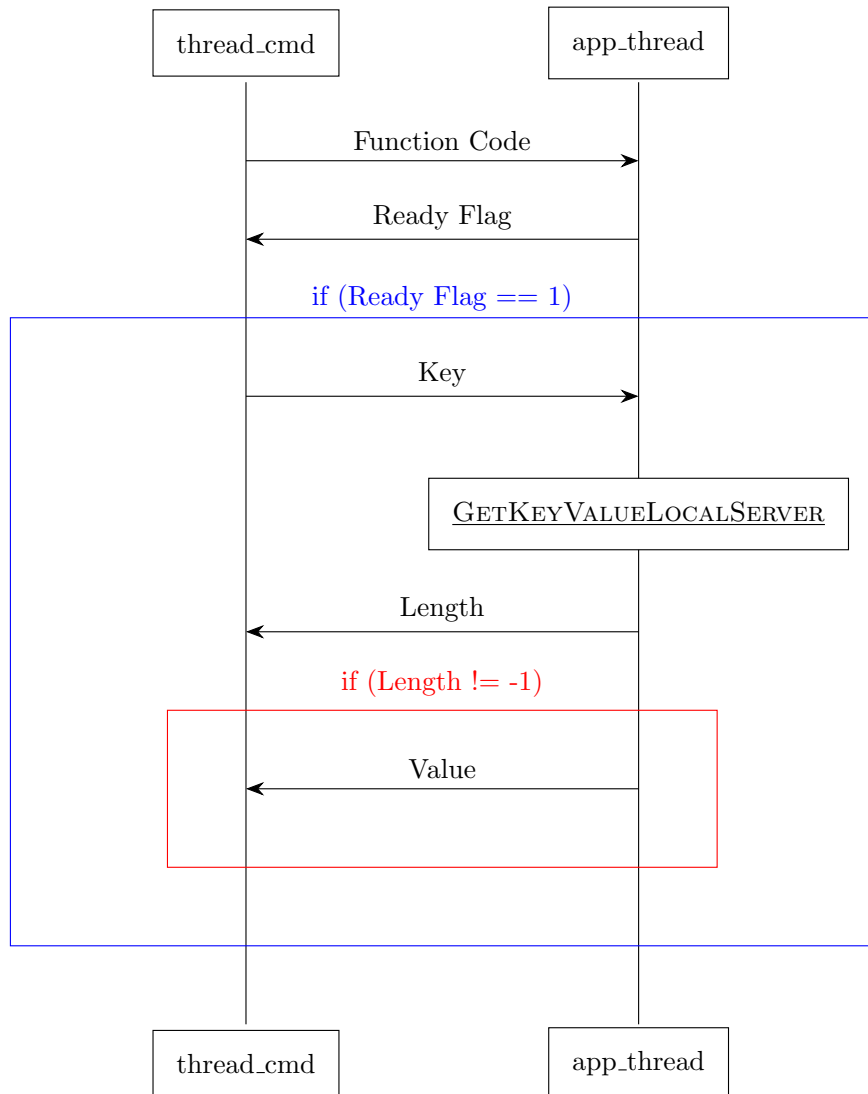 thread_cmd
app_thread
Function Code
Ready Flag
if (Ready Flag == 1)
Key
GETKEYVALUELOCALSERVER
Length
if (Length != -1)
Value
thread_cmd
app_thread